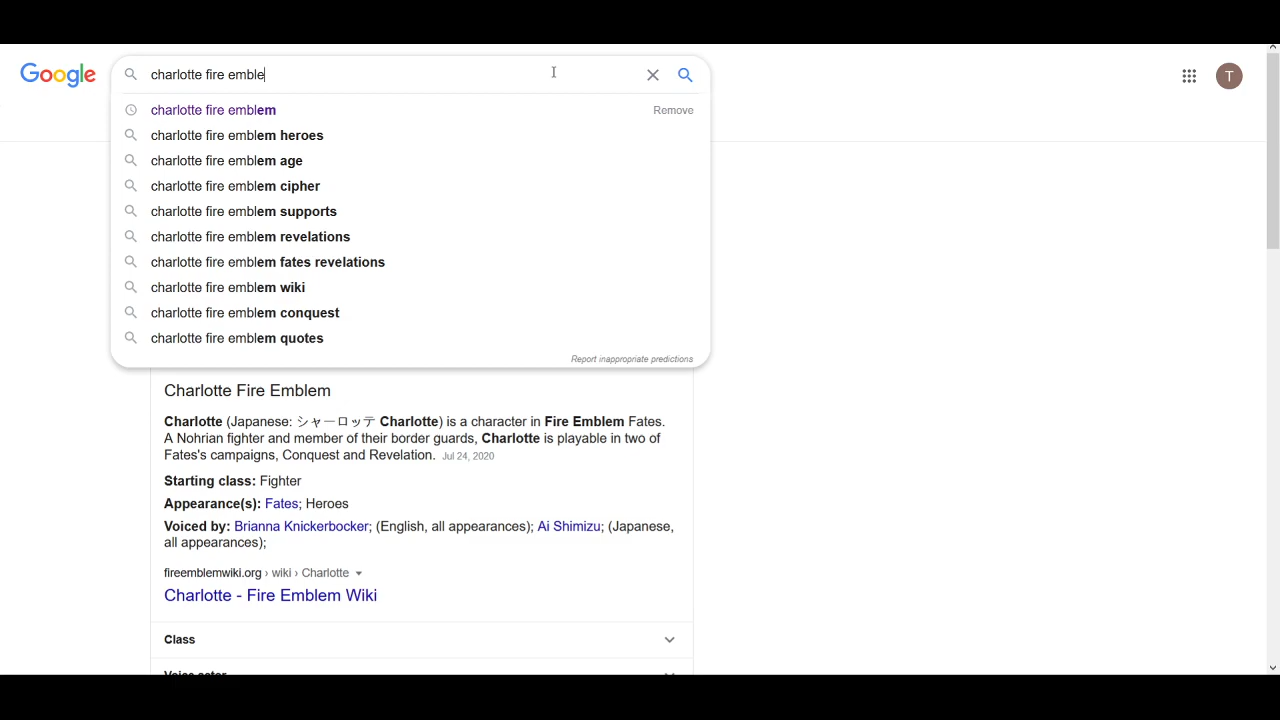 Google
charlotte fire emble
T
charlotte fire emblem
Remove
charlotte fire emblem heroes
charlotte fire emblem age
charlotte fire emblem cipher
charlotte fire emblem supports
charlotte fire emblem revelations
charlotte fire emblem fates revelations
charlotte fire emblem wiki
charlotte fire emblem conquest
charlotte fire emblem quotes
Report inappropriate predictions
Charlotte Fire Emblem
Charlotte (Japanese: シャーロッテ Charlotte) is a character in Fire Emblem Fates.
A Nohrian fighter and member of their border guards, Charlotte is playable in two of
Fates's campaigns, Conquest and Revelation. Jul 24, 2020
Starting class: Fighter
Appearance(s): Fates; Heroes
Voiced by: Brianna Knickerbocker; (English, all appearances); Ai Shimizu; (Japanese,
all appearances);
fireemblemwiki.org › wiki › Charlotte
Charlotte - Fire Emblem Wiki
Class
Voice actor